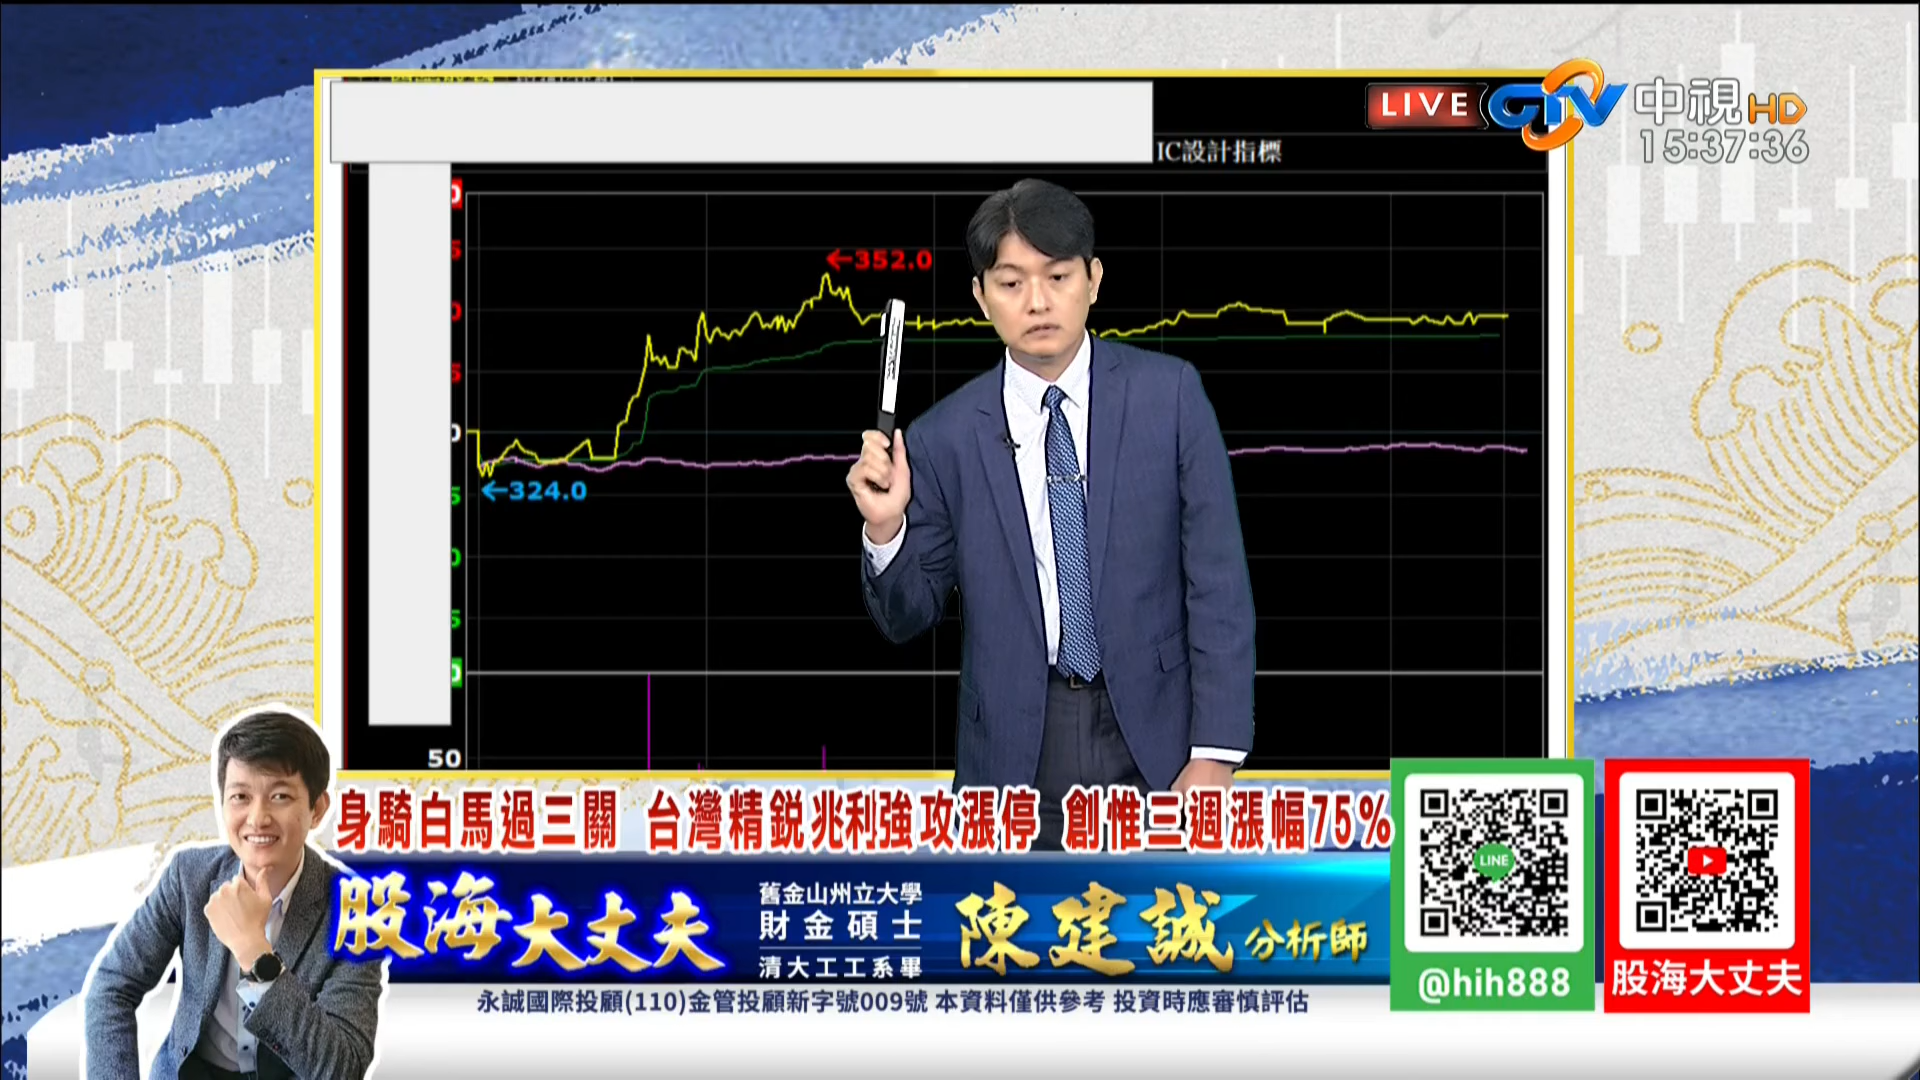 LIVE CTV 中視HD
15:37:36
IC設計指標
←352.0
←324.0
50
身騎白馬過三關 台灣精銳兆利強攻漲停 創惟三週漲幅75%
股海大丈夫
舊金山州立大學
財金碩士
清大工工系畢
陳建誠 分析師
LINE
@hih888
股海大丈夫
永誠國際投顧(110)金管投顧新字號009號 本資料僅供參考 投資時應審慎評估